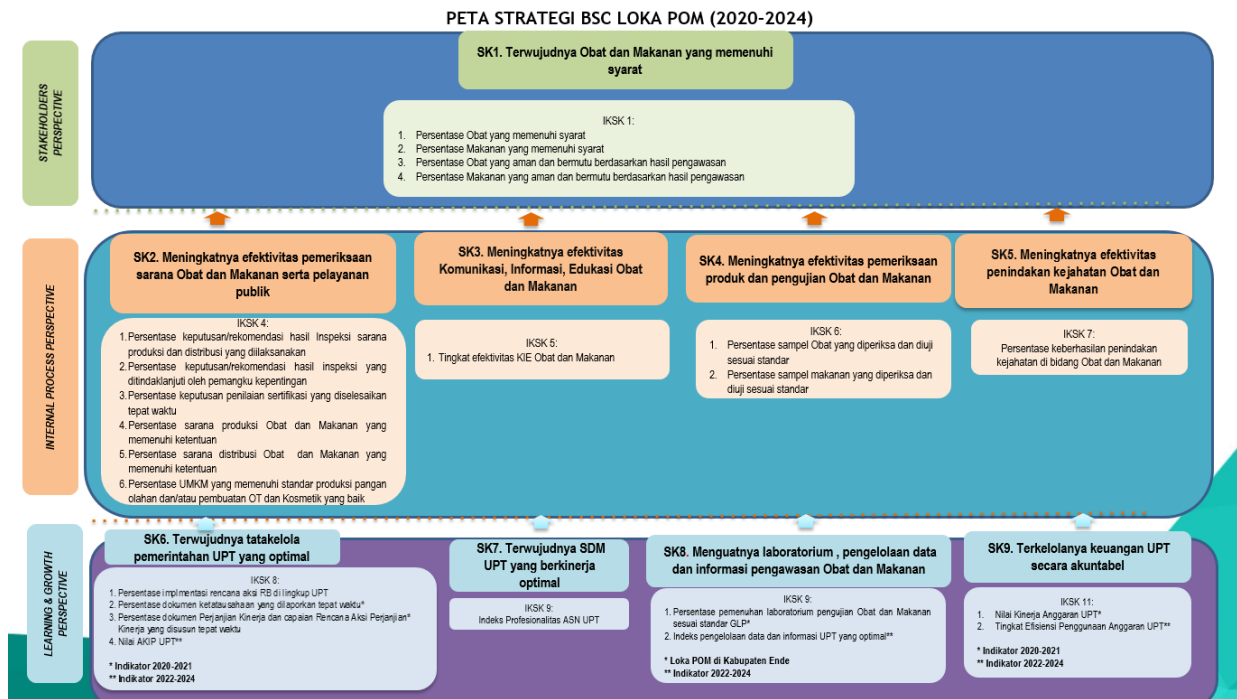 PETA STRATEGI BSC LOKA POM (2020-2024)
STAKEHOLDERS
PERSPECTIVE
SK1. Terwujudnya Obat dan Makanan yang memenuhi
syarat
IKSK 1:
1. Persentase Obat yang memenuhi syarat
2. Persentase Makanan yang memenuhi syarat
3. Persentase Obat yang aman dan bermutu berdasarkan hasil pengawasan
4. Persentase Makanan yang aman dan bermutu berdasarkan hasil pengawasan
INTERNAL PROCESS PERSPECTIVE
SK2. Meningkatnya efektivitas pemeriksaan
sarana Obat dan Makanan serta pelayanan
publik
IKSK 4:
1. Persentase keputusan/rekomendasi hasil Inspeksi sarana
produksi dan distribusi yang diilaksanakan
2. Persentase keputusan/rekomendasi hasil inspeksi yang
ditindaklanjuti oleh pemangku kepentingan
3. Persentase keputusan penilaian sertifikasi yang diselesaikan
tepat waktu
4. Persentase sarana produksi Obat dan Makanan yang
memenuhi ketentuan
5. Persentase sarana distribusi Obat dan Makanan yang
memenuhi ketentuan
6. Persentase UMKM yang memenuhi standar produksi pangan
olahan dan/atau pembuatan OT dan Kosmetik yang baik
SK3. Meningkatnya efektivitas
Komunikasi, Informasi, Edukasi Obat
dan Makanan
IKSK 5:
1. Tingkat efektivitas KIE Obat dan Makanan
SK4. Meningkatnya efektivitas pemeriksaan
produk dan pengujian Obat dan Makanan
IKSK 6:
1. Persentase sampel Obat yang diperiksa dan diuji
sesuai standar
2. Persentase sampel makanan yang diperiksa dan
diuji sesuai standar
SK5. Meningkatnya efektivitas
penindakan kejahatan Obat dan
Makanan
IKSK 7:
Persentase keberhasilan penindakan
kejahatan di bidang Obat dan Makanan
LEARNING & GROWTH
PERSPECTIVE
SK6. Terwujudnya tatakelola
pemerintahan UPT yang optimal
IKSK 8:
1. Persentase implmentasi rencana aksi RB di lingkup UPT
2. Persentase dokumen ketatausahaan yang dilaporkan tepat waktu*
3. Persentase dokumen Perjanjian Kinerja dan capaian Rencana Aksi Perjanjian*
Kinerja yang disusun tepat waktu
4. Nilai AKIP UPT**
* Indikator 2020-2021
** Indikator 2022-2024
SK7. Terwujudnya SDM
UPT yang berkinerja
optimal
IKSK 9:
Indeks Profesionalitas ASN UPT
SK8. Menguatnya laboratorium , pengelolaan data
dan informasi pengawasan Obat dan Makanan
IKSK 9:
1. Persentase pemenuhan laboratorium pengujian Obat dan Makanan
sesuai standar GLP*
2. Indeks pengelolaan data dan informasi UPT yang optimal**
* Loka POM di Kabupaten Ende
** Indikator 2022-2024
SK9. Terkelolanya keuangan UPT
secara akuntabel
IKSK 11:
1. Nilai Kinerja Anggaran UPT*
2. Tingkat Efisiensi Penggunaan Anggaran UPT**
* Indikator 2020-2021
** Indikator 2022-2024